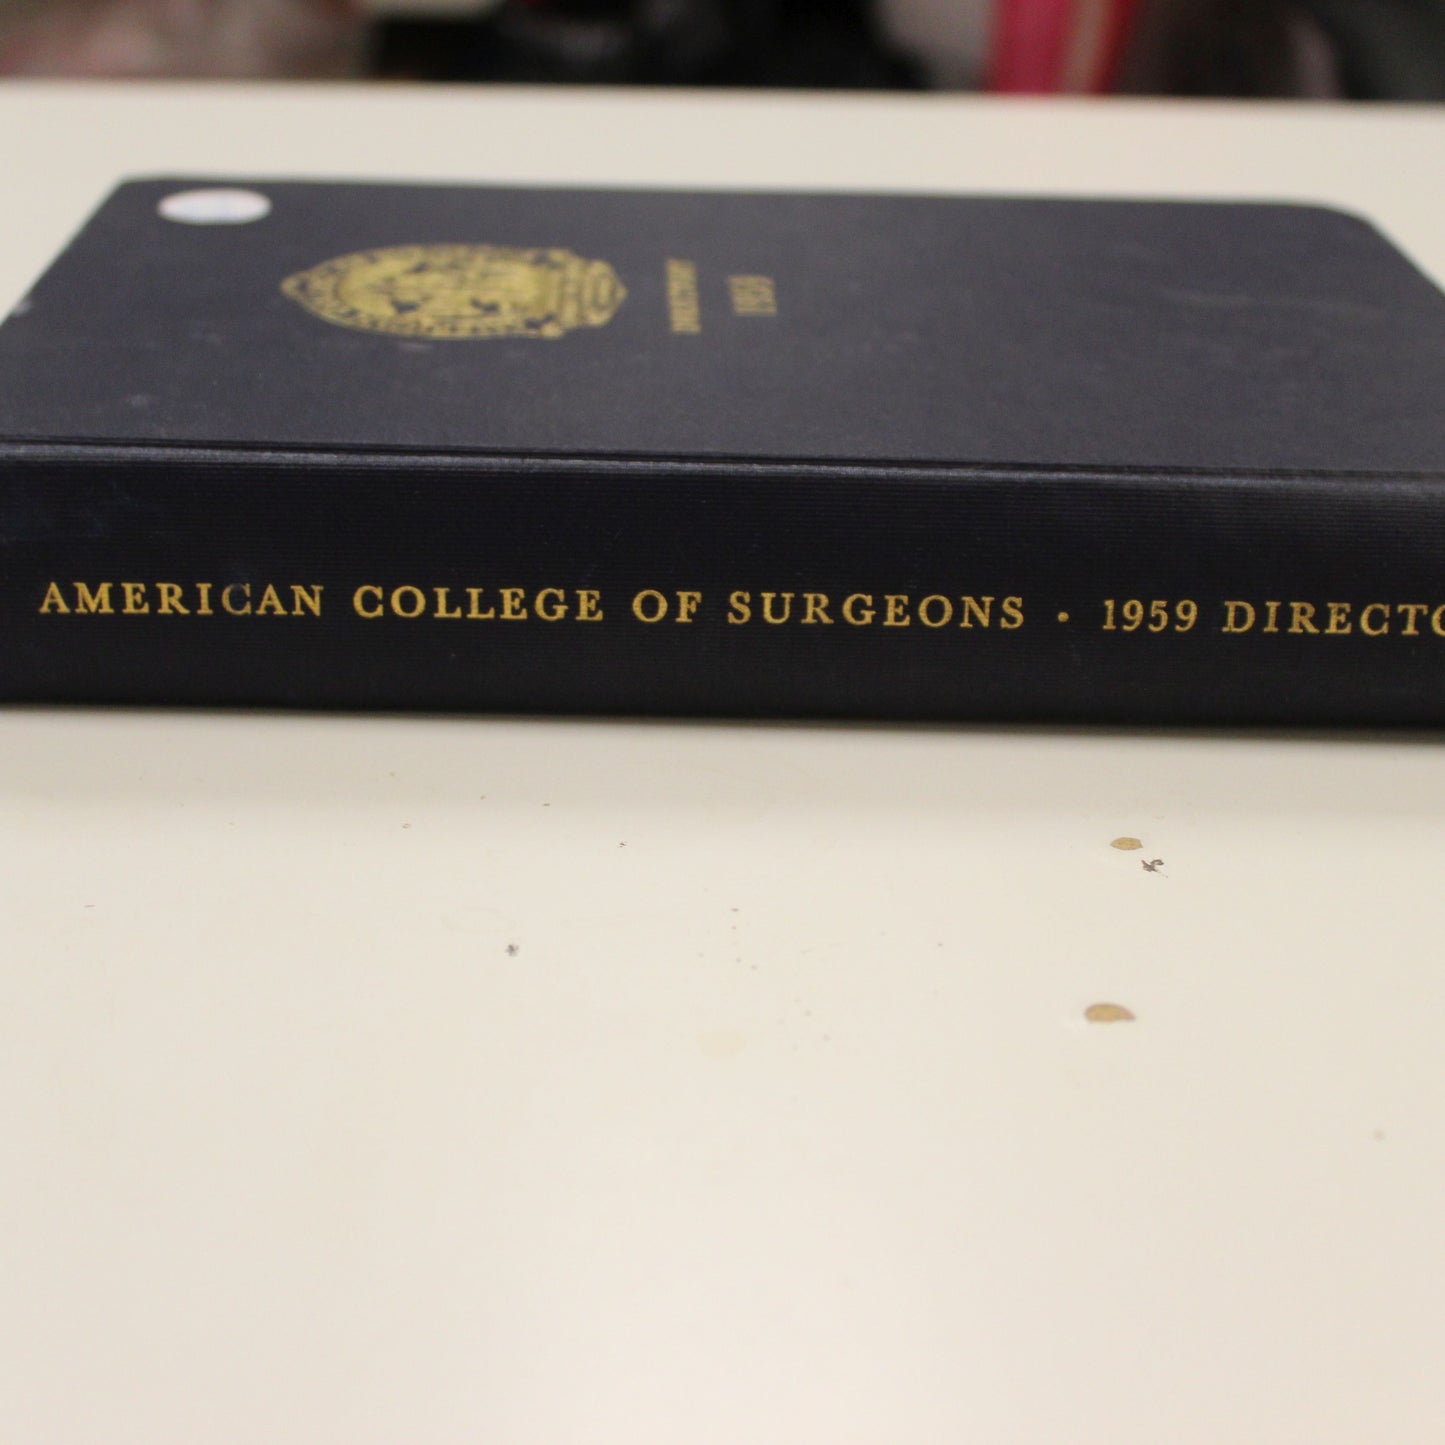 DIRECTORY
1959
AMERICAN COLLEGE OF SURGEONS · 1959 DIRECTO